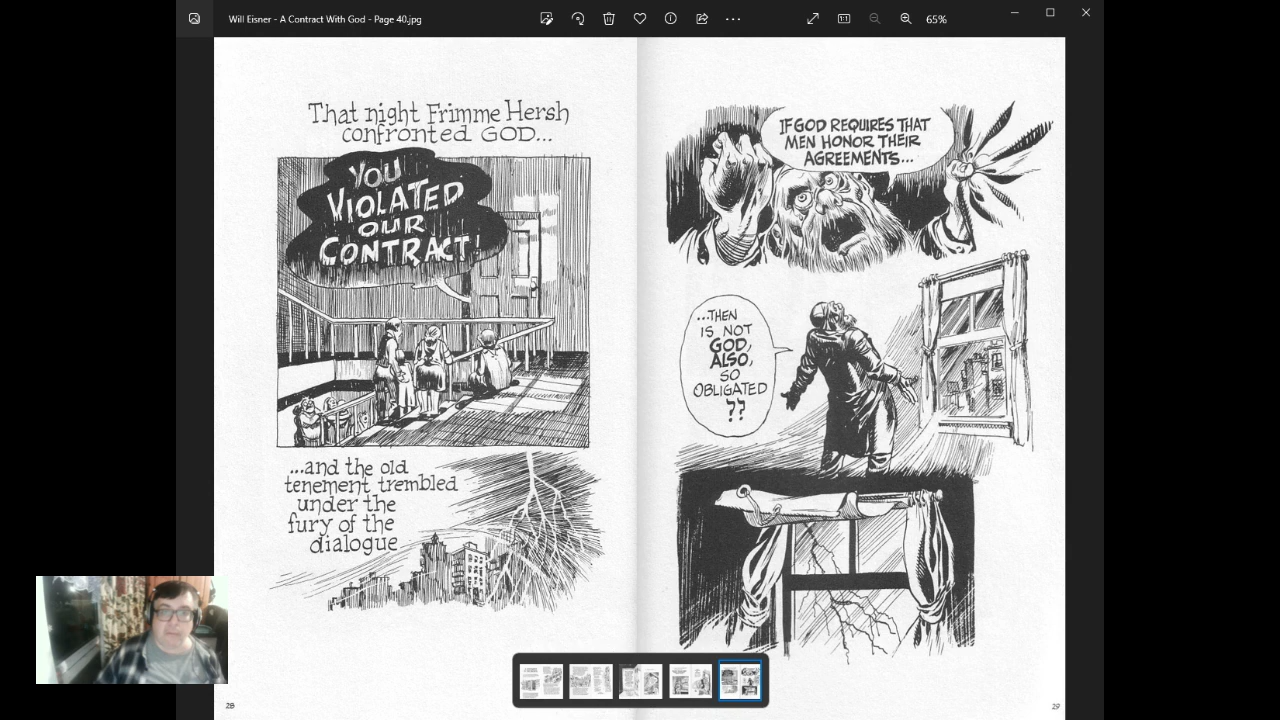 Will Eisner - A Contract With God - Page 40.jpg
1:1
65%
That night Frimme Hersh
confronted GOD...
YOU
VIOLATED
OUR
CONTRACT!
...and the old
tenement trembled
under the
fury of the
dialogue
28
IF GOD REQUIRES THAT
MEN HONOR THEIR
AGREEMENTS...
...THEN
IS NOT
GOD,
ALSO,
SO
OBLIGATED
??
29